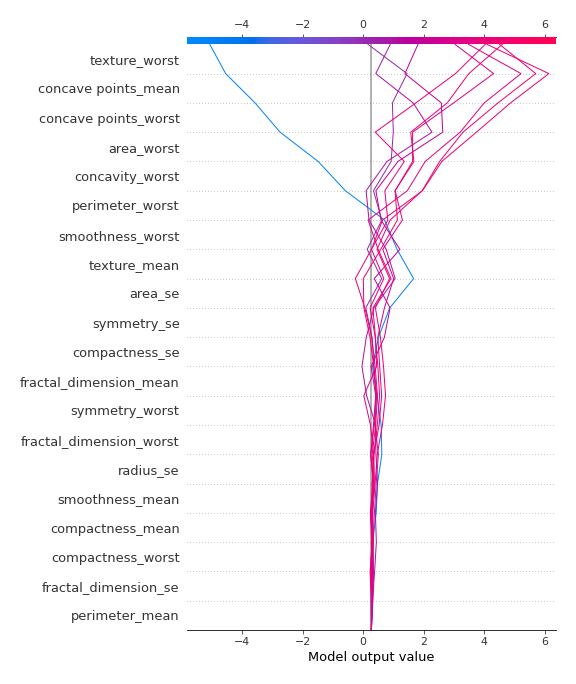 −4 −2 0 2 4 6
texture_worst
concave points_mean
concave points_worst
area_worst
concavity_worst
perimeter_worst
smoothness_worst
texture_mean
area_se
symmetry_se
compactness_se
fractal_dimension_mean
symmetry_worst
fractal_dimension_worst
radius_se
smoothness_mean
compactness_mean
compactness_worst
fractal_dimension_se
perimeter_mean
−4 −2 0 2 4 6
Model output value